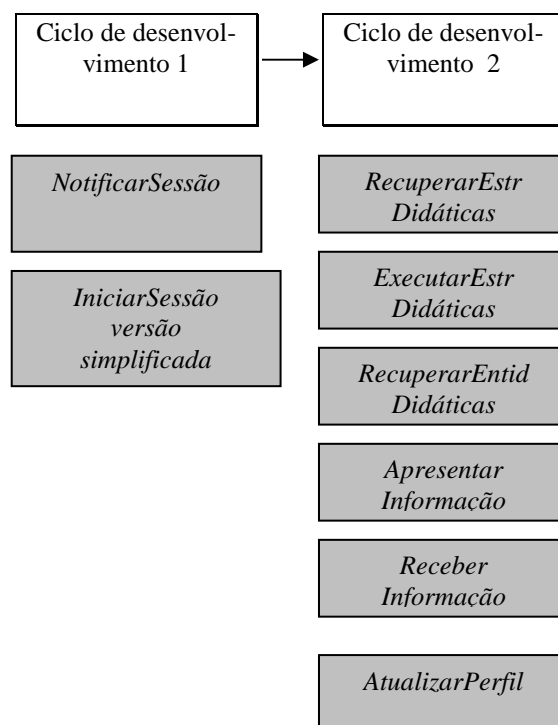 Ciclo de desenvol-
vimento 1
Ciclo de desenvol-
vimento 2
NotificarSessão
IniciarSessão
versão
simplificada
RecuperarEstr
Didáticas
ExecutarEstr
Didáticas
RecuperarEntid
Didáticas
Apresentar
Informação
Receber
Informação
AtualizarPerfil